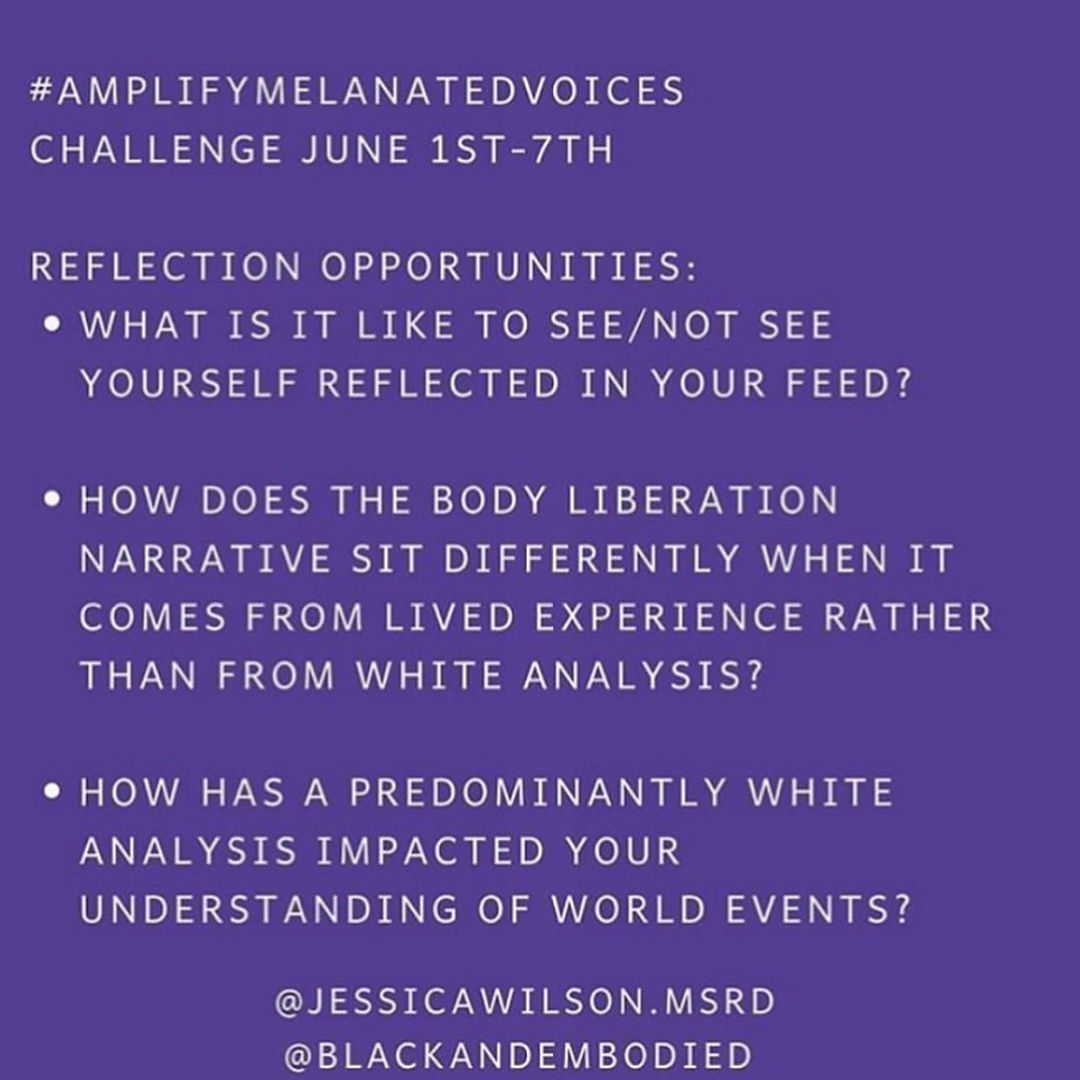 #AMPLIFYMELANATEDVOICES
CHALLENGE JUNE 1ST-7TH
REFLECTION OPPORTUNITIES:
• WHAT IS IT LIKE TO SEE/NOT SEE
YOURSELF REFLECTED IN YOUR FEED?
• HOW DOES THE BODY LIBERATION
NARRATIVE SIT DIFFERENTLY WHEN IT
COMES FROM LIVED EXPERIENCE RATHER
THAN FROM WHITE ANALYSIS?
• HOW HAS A PREDOMINANTLY WHITE
ANALYSIS IMPACTED YOUR
UNDERSTANDING OF WORLD EVENTS?
@JESSICAWILSON.MSRD
@BLACKANDEMBODIED